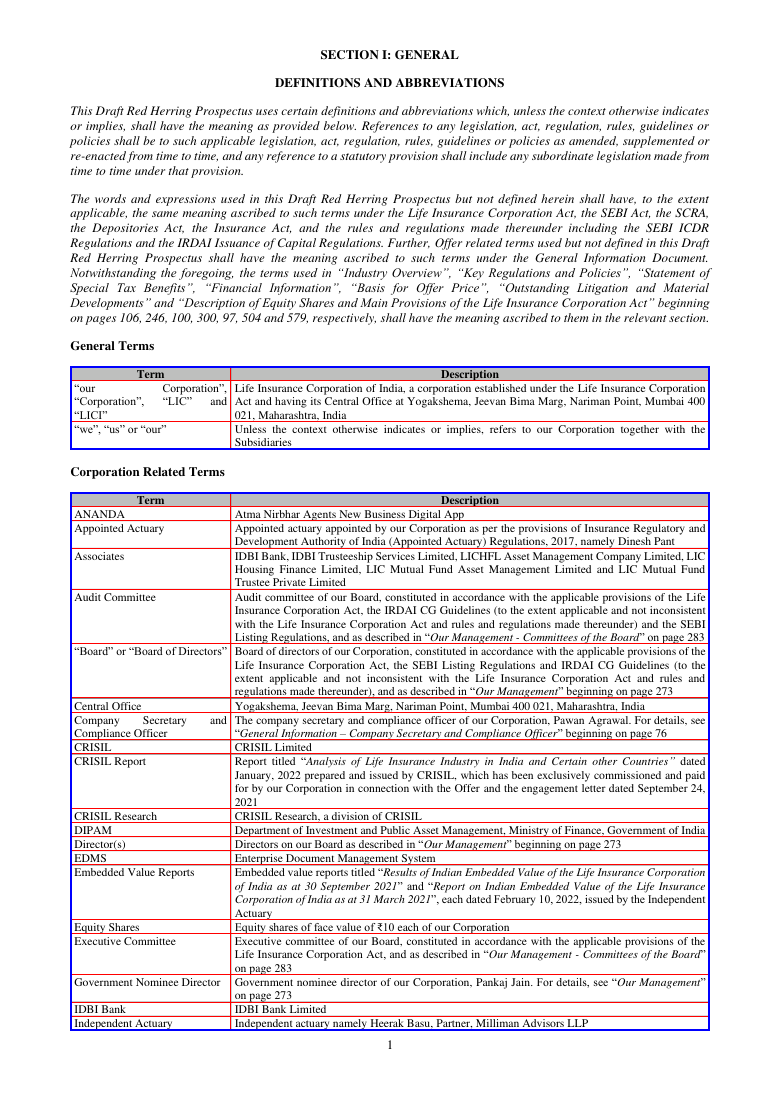 SECTION I: GENERAL
DEFINITIONS AND ABBREVIATIONS
This Draft Red Herring Prospectus uses certain definitions and abbreviations which, unless the context otherwise indicates
or implies, shall have the meaning as provided below. References to any legislation, act, regulation, rules, guidelines or
policies shall be to such applicable legislation, act, regulation, rules, guidelines or policies as amended, supplemented or
re-enacted from time to time, and any reference to a statutory provision shall include any subordinate legislation made from
time to time under that provision.
The words and expressions used in this Draft Red Herring Prospectus but not defined herein shall have, to the extent
applicable, the same meaning ascribed to such terms under the Life Insurance Corporation Act, the SEBI Act, the SCRA,
the Depositories Act, the Insurance Act, and the rules and regulations made thereunder including the SEBI ICDR
Regulations and the IRDAI Issuance of Capital Regulations. Further, Offer related terms used but not defined in this Draft
Red Herring Prospectus shall have the meaning ascribed to such terms under the General Information Document.
Notwithstanding the foregoing, the terms used in “Industry Overview”, “Key Regulations and Policies”, “Statement of
Special Tax Benefits”, “Financial Information”, “Basis for Offer Price”, “Outstanding Litigation and Material
Developments” and “Description of Equity Shares and Main Provisions of the Life Insurance Corporation Act” beginning
on pages 106, 246, 100, 300, 97, 504 and 579, respectively, shall have the meaning ascribed to them in the relevant section.
General Terms
Term Description
“our Corporation”, Life Insurance Corporation of India, a corporation established under the Life Insurance Corporation
“Corporation”, “LIC” and Act and having its Central Office at Yogakshema, Jeevan Bima Marg, Nariman Point, Mumbai 400
“LICI” 021, Maharashtra, India
“we”, “us” or “our” Unless the context otherwise indicates or implies, refers to our Corporation together with the
Subsidiaries
Corporation Related Terms
Term Description
ANANDA Atma Nirbhar Agents New Business Digital App
Appointed Actuary Appointed actuary appointed by our Corporation as per the provisions of Insurance Regulatory and
Development Authority of India (Appointed Actuary) Regulations, 2017, namely Dinesh Pant
Associates IDBI Bank, IDBI Trusteeship Services Limited, LICHFL Asset Management Company Limited, LIC
Housing Finance Limited, LIC Mutual Fund Asset Management Limited and LIC Mutual Fund
Trustee Private Limited
Audit Committee Audit committee of our Board, constituted in accordance with the applicable provisions of the Life
Insurance Corporation Act, the IRDAI CG Guidelines (to the extent applicable and not inconsistent
with the Life Insurance Corporation Act and rules and regulations made thereunder) and the SEBI
Listing Regulations, and as described in “Our Management - Committees of the Board” on page 283
“Board” or “Board of Directors” Board of directors of our Corporation, constituted in accordance with the applicable provisions of the
Life Insurance Corporation Act, the SEBI Listing Regulations and IRDAI CG Guidelines (to the
extent applicable and not inconsistent with the Life Insurance Corporation Act and rules and
regulations made thereunder), and as described in “Our Management” beginning on page 273
Central Office Yogakshema, Jeevan Bima Marg, Nariman Point, Mumbai 400 021, Maharashtra, India
Company Secretary and The company secretary and compliance officer of our Corporation, Pawan Agrawal. For details, see
Compliance Officer “General Information – Company Secretary and Compliance Officer” beginning on page 76
CRISIL CRISIL Limited
CRISIL Report Report titled “Analysis of Life Insurance Industry in India and Certain other Countries” dated
January, 2022 prepared and issued by CRISIL, which has been exclusively commissioned and paid
for by our Corporation in connection with the Offer and the engagement letter dated September 24,
2021
CRISIL Research CRISIL Research, a division of CRISIL
DIPAM Department of Investment and Public Asset Management, Ministry of Finance, Government of India
Director(s) Directors on our Board as described in “Our Management” beginning on page 273
EDMS Enterprise Document Management System
Embedded Value Reports Embedded value reports titled “Results of Indian Embedded Value of the Life Insurance Corporation
of India as at 30 September 2021” and “Report on Indian Embedded Value of the Life Insurance
Corporation of India as at 31 March 2021”, each dated February 10, 2022, issued by the Independent
Actuary
Equity Shares Equity shares of face value of ₹10 each of our Corporation
Executive Committee Executive committee of our Board, constituted in accordance with the applicable provisions of the
Life Insurance Corporation Act, and as described in “Our Management - Committees of the Board”
on page 283
Government Nominee Director Government nominee director of our Corporation, Pankaj Jain. For details, see “Our Management”
on page 273
IDBI Bank IDBI Bank Limited
Independent Actuary Independent actuary namely Heerak Basu, Partner, Milliman Advisors LLP
1